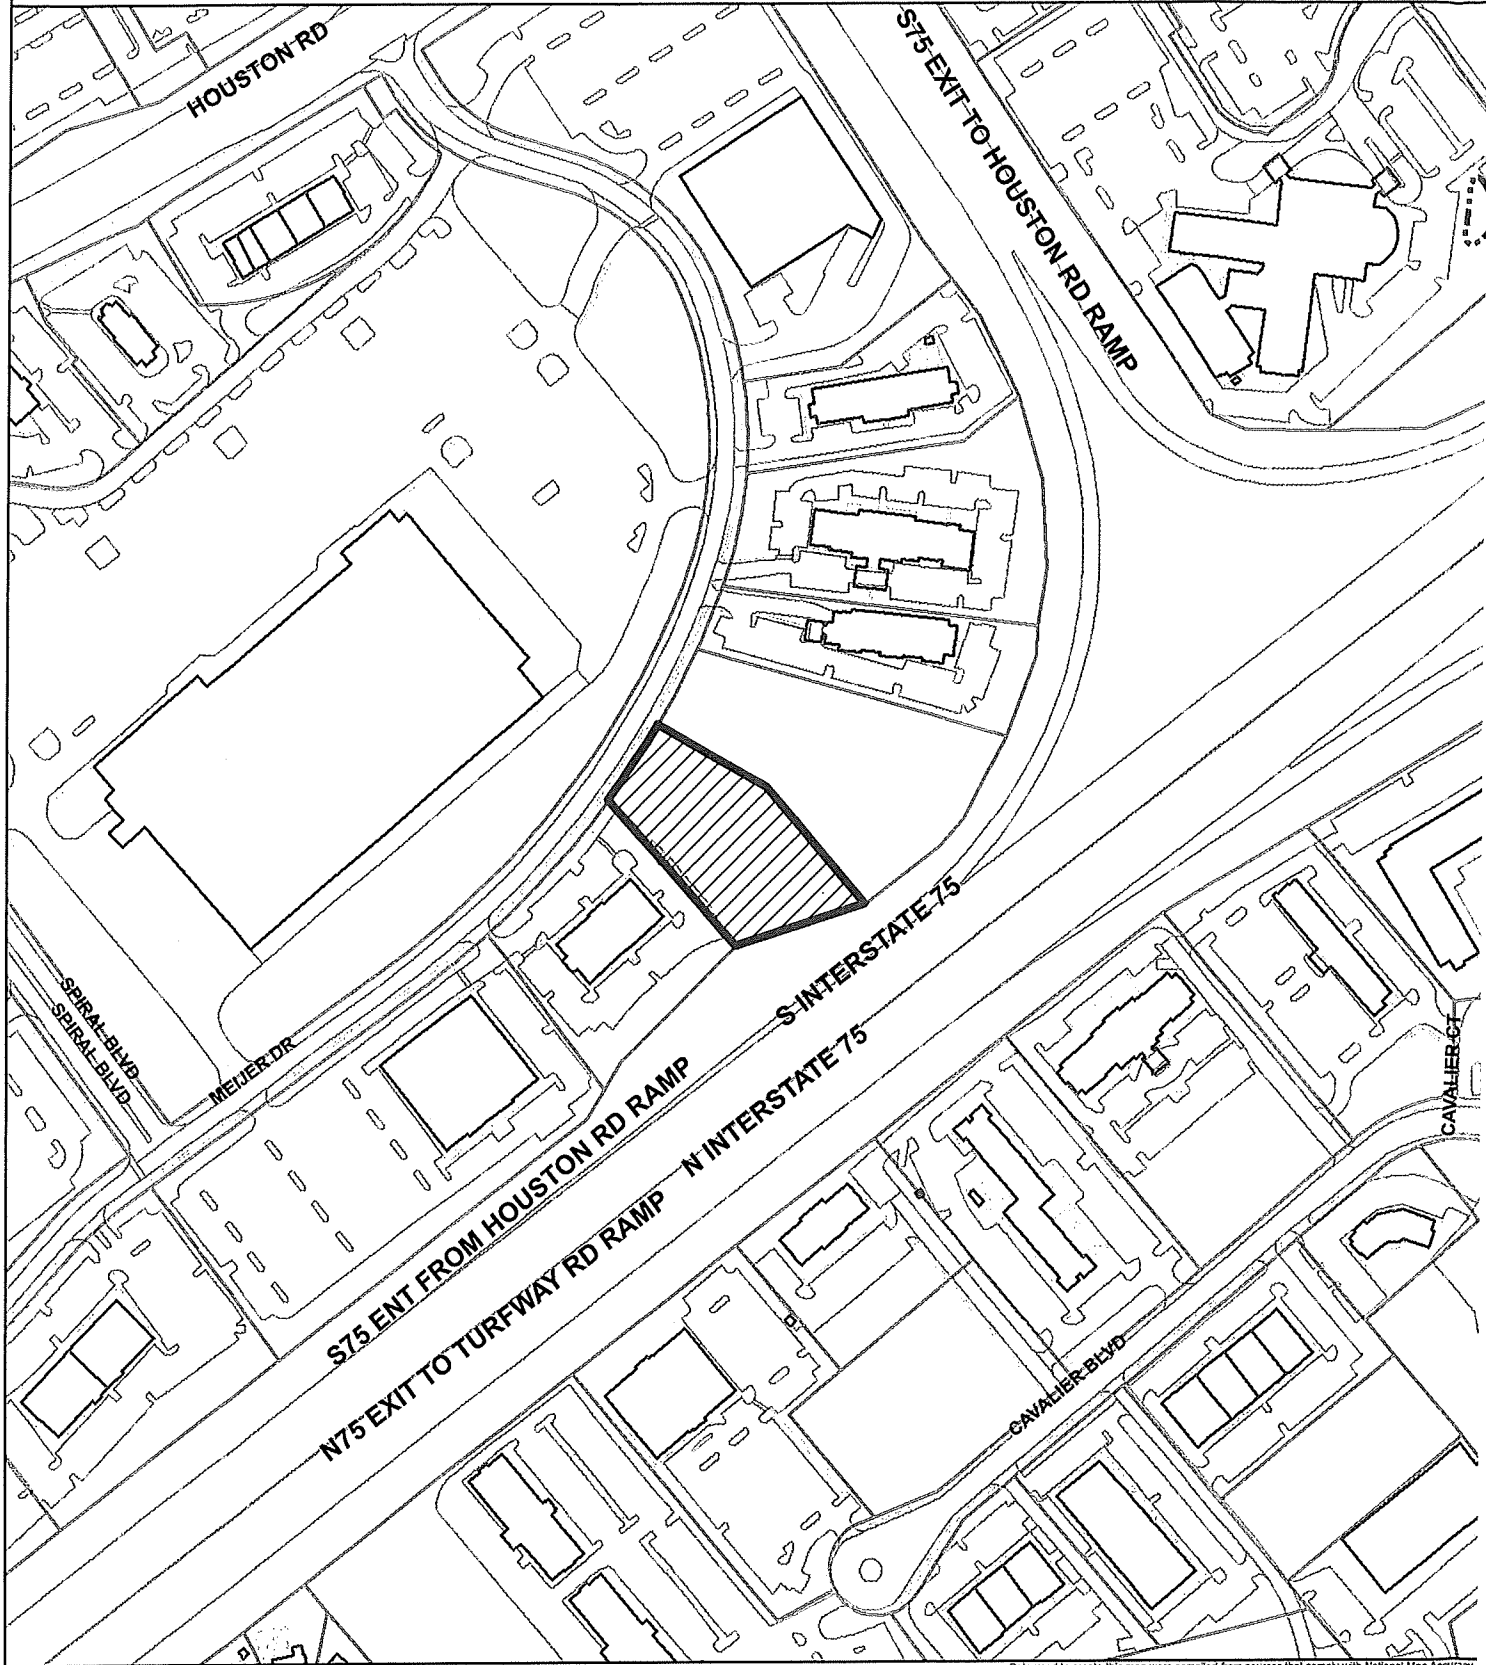 HOUSTON RD
S75 EXIT TO HOUSTON RD RAMP
S INTERSTATE 75
N INTERSTATE 75
SPIRAL BLVD
SPIRAL BLVD
MEIJER DR
CAVALIER CT
S75 ENT FROM HOUSTON RD RAMP
N75 EXIT TO TURFWAY RD RAMP
CAVALIER BLVD